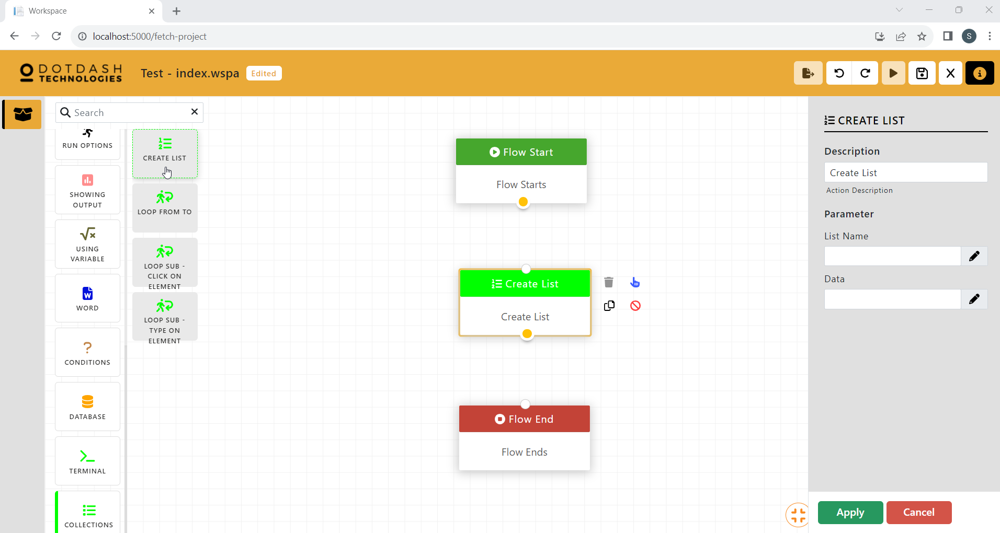 Workspace
localhost:5000/fetch-project
DOTDASH
TECHNOLOGIES
Test - index.wspa
Edited
S
Search
RUN OPTIONS
SHOWING
OUTPUT
USING
VARIABLE
WORD
CONDITIONS
DATABASE
TERMINAL
COLLECTIONS
CREATE LIST
LOOP FROM TO
LOOP SUB -
CLICK ON
ELEMENT
LOOP SUB -
TYPE ON
ELEMENT
Flow Start
Flow Starts
Create List
Create List
Flow End
Flow Ends
CREATE LIST
Description
Create List
Action Description
Parameter
List Name
Data
Apply
Cancel